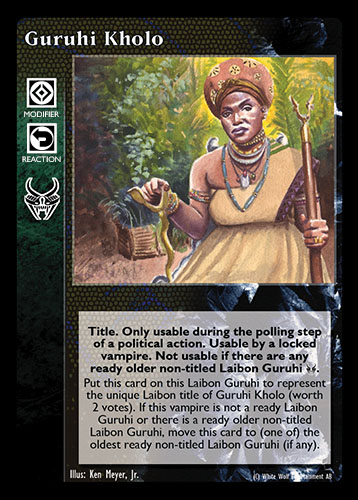 Guruhi Kholo
MODIFIER
REACTION
Title. Only usable during the polling step
of a political action. Usable by a locked
vampire. Not usable if there are any
ready older non-titled Laibon Guruhi
Put this card on this Laibon Guruhi to represent
the unique Laibon title of Guruhi Kholo (worth
2 votes). If this vampire is not a ready Laibon
Guruhi or there is a ready older non-titled
Laibon Guruhi, move this card to (one of) the
oldest ready non-titled Laibon Guruhi (if any).
Illus: Ken Meyer, Jr.
(C) White Wolf Entertainment AB